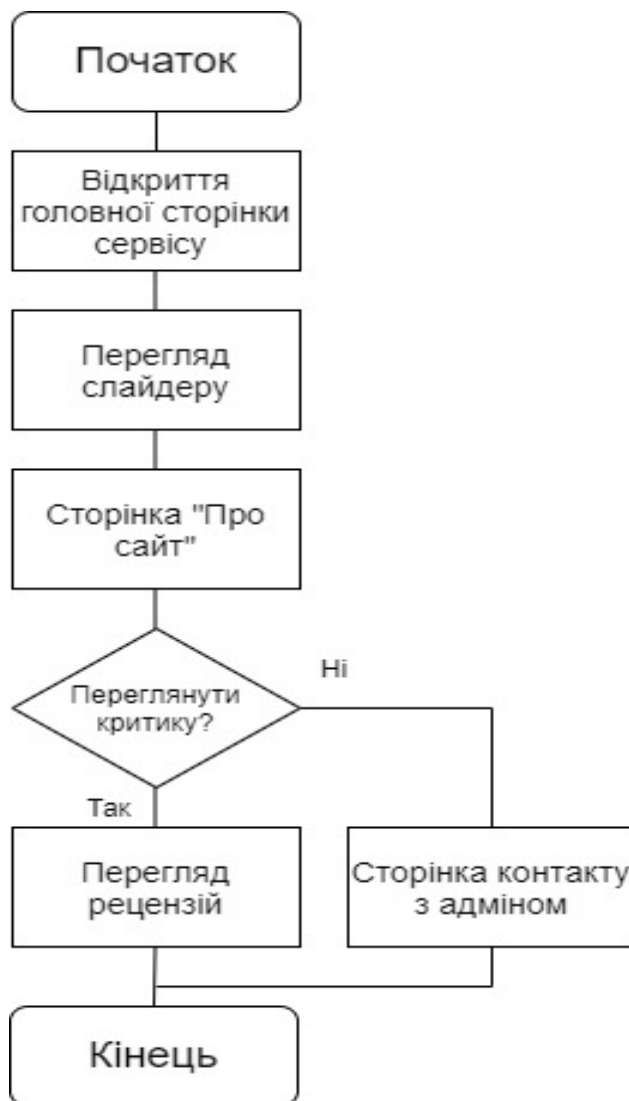 Початок
Відкриття
головної сторінки
сервісу
Перегляд
слайдеру
Сторінка "Про
сайт"
Переглянути
критику?
Ні
Так
Перегляд
рецензій
Сторінка контакту
з адміном
Кінець